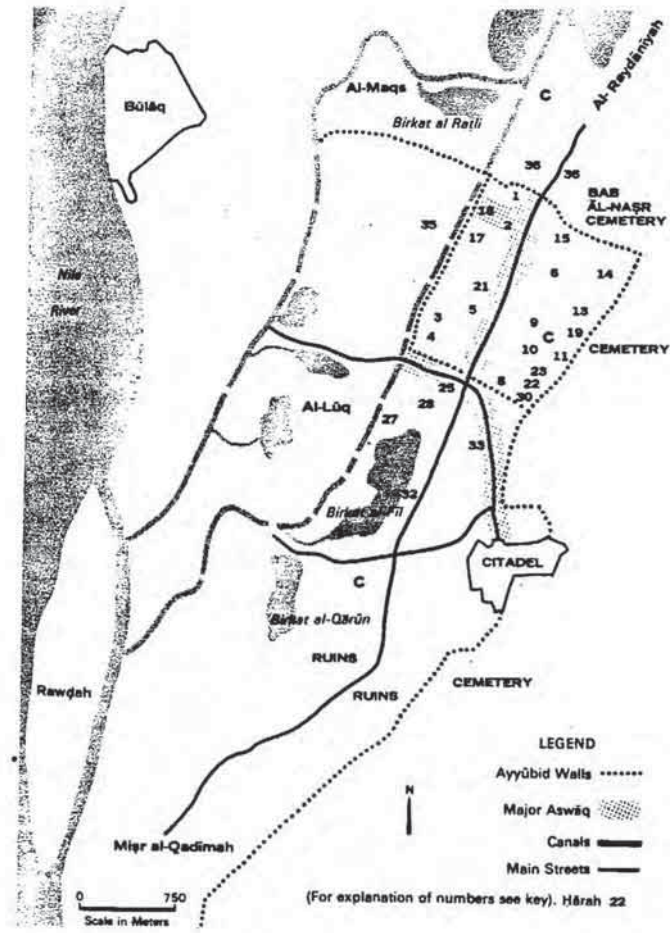 Būlāq
Al-Maqs
Birkat al Raṭli
C
Al-Raydāniyah
36
36
1
BAB
ĀL-NAṢR
CEMETERY
18
2
35
17
15
6
14
Nile
River
21
3
5
13
9
19
4
C
10
11
CEMETERY
23
8
22
25
30
Al-Lūq
28
27
33
32
Birkat al-Fīl
CITADEL
C
Birkat al-Qārūn
RUINS
CEMETERY
Rawḍah
RUINS
LEGEND
Ayyūbid Walls
N
Major Aswāq
Canals
Miṣr al-Qadīmah
Main Streets
0 750
Scale in Meters
(For explanation of numbers see key). Ḥārah 22